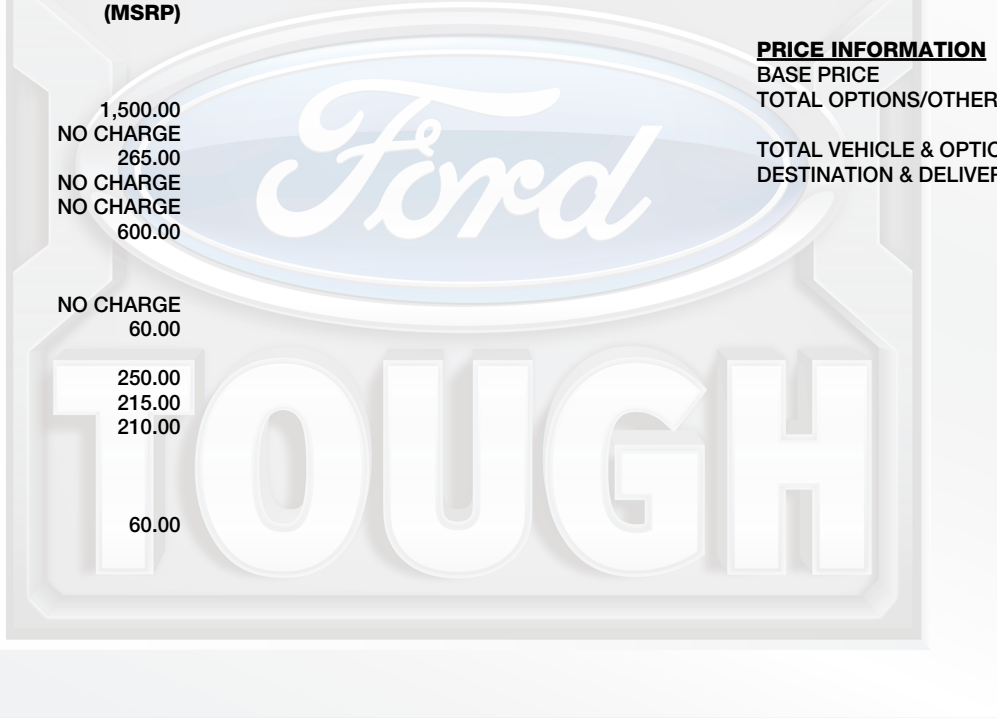 (MSRP)
1,500.00
NO CHARGE
265.00
NO CHARGE
NO CHARGE
600.00
NO CHARGE
60.00
250.00
215.00
210.00
60.00
PRICE INFORMATION
BASE PRICE
TOTAL OPTIONS/OTHER
TOTAL VEHICLE &
DESTINATION &
Ford
TOUGH